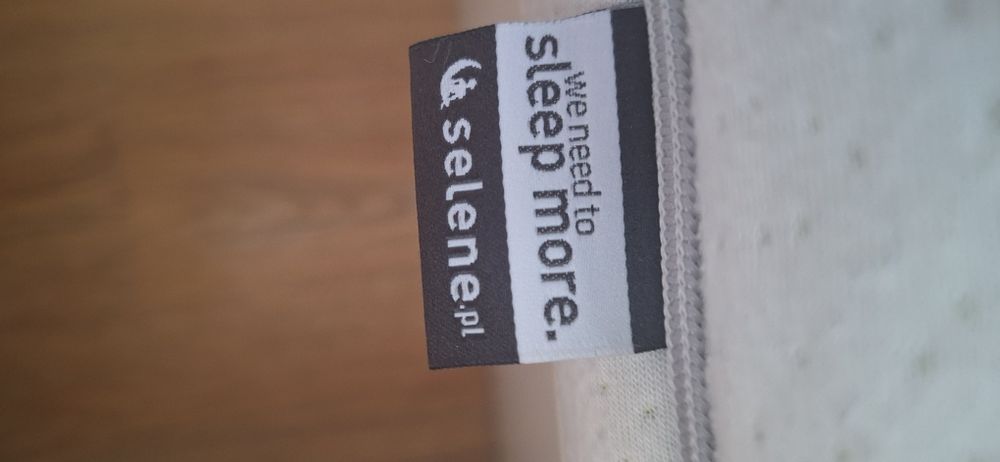 we need to
sleep more.
selene.pl